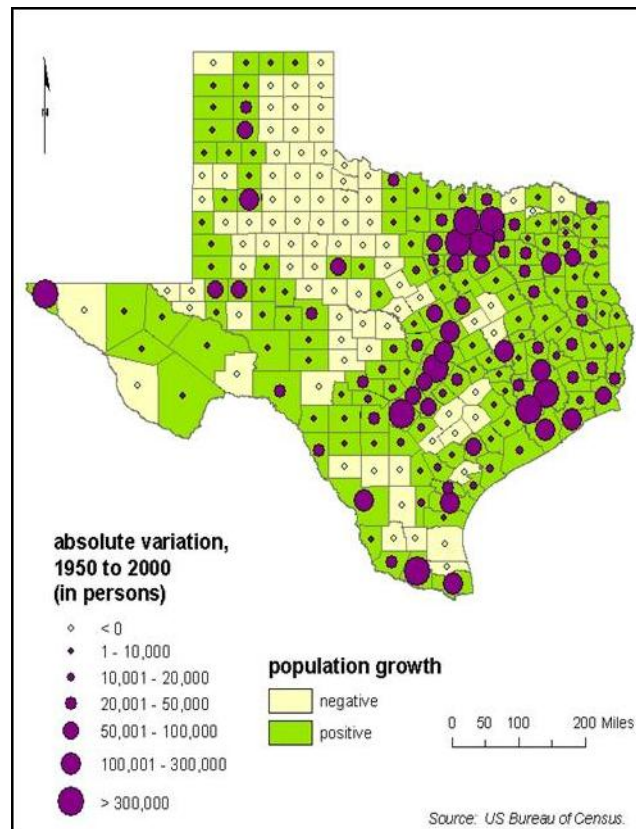 N
absolute variation,
1950 to 2000
(in persons)
< 0
1 - 10,000
10,001 - 20,000
20,001 - 50,000
50,001 - 100,000
100,001 - 300,000
> 300,000
population growth
negative
positive
0 50 100 200 Miles
Source: US Bureau of Census.